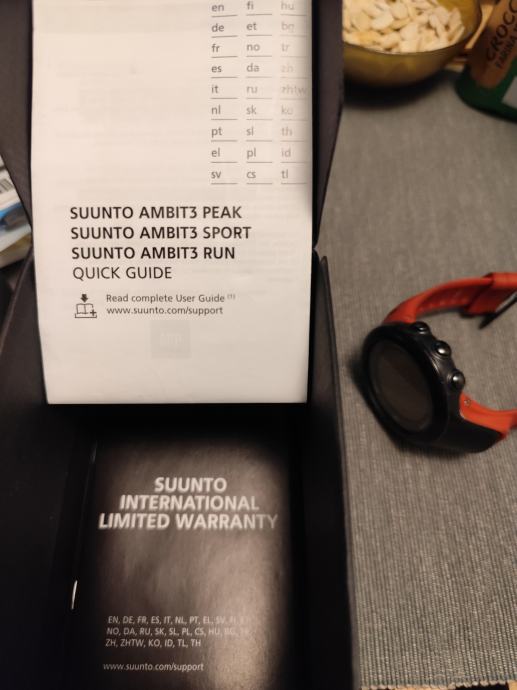 en fi hu
de et bg
fr no tr
es da zh
it ru zhtw
nl sk ko
pt sl th
el pl id
sv cs tl
SUUNTO AMBIT3 PEAK
SUUNTO AMBIT3 SPORT
SUUNTO AMBIT3 RUN
QUICK GUIDE
Read complete User Guide (1)
www.suunto.com/support
SUUNTO
INTERNATIONAL
LIMITED WARRANTY
EN, DE, FR, ES, IT, NL, PT, EL, SV, FI,
NO, DA, RU, SK, SL, PL, CS, HU, BG,
ZH, ZHTW, KO, ID, TL, TH
www.suunto.com/support